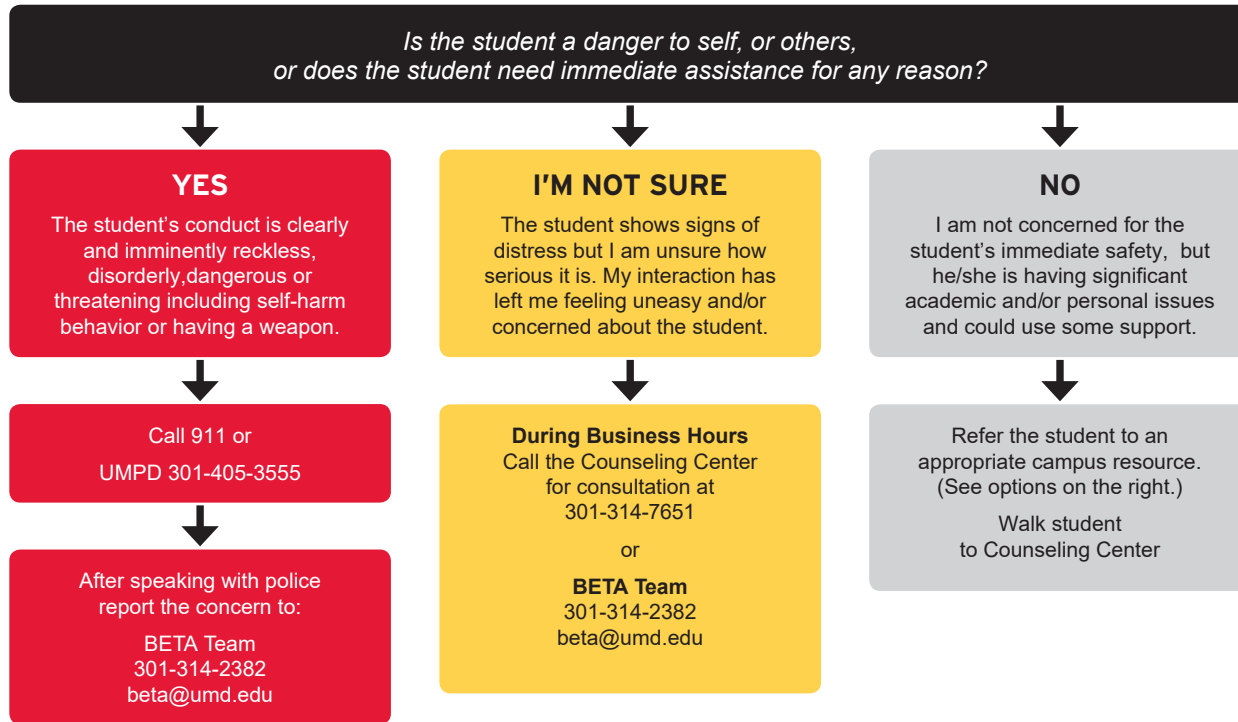 Is the student a danger to self, or others,
or does the student need immediate assistance for any reason?
YES
The student's conduct is clearly
and imminently reckless,
disorderly,dangerous or
threatening including self-harm
behavior or having a weapon.
Call 911 or
UMPD 301-405-3555
After speaking with police
report the concern to:
BETA Team
301-314-2382
beta@umd.edu
I'M NOT SURE
The student shows signs of
distress but I am unsure how
serious it is. My interaction has
left me feeling uneasy and/or
concerned about the student.
During Business Hours
Call the Counseling Center
for consultation at
301-314-7651
or
BETA Team
301-314-2382
beta@umd.edu
NO
I am not concerned for the
student's immediate safety, but
he/she is having significant
academic and/or personal issues
and could use some support.
Refer the student to an
appropriate campus resource.
(See options on the right.)
Walk student
to Counseling Center